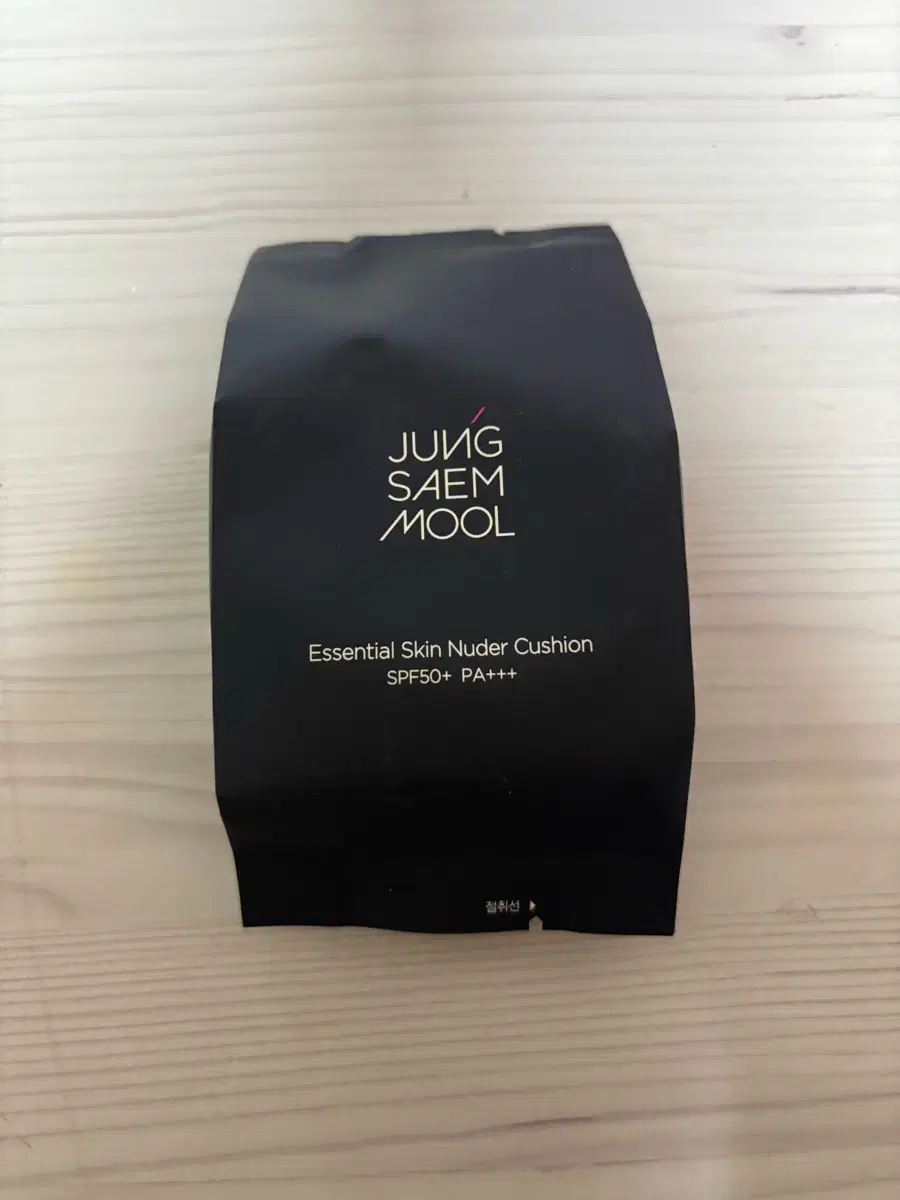 JUNG
SAEM
MOOL
Essential Skin Nuder Cushion
SPF50+ PA+++
절취선